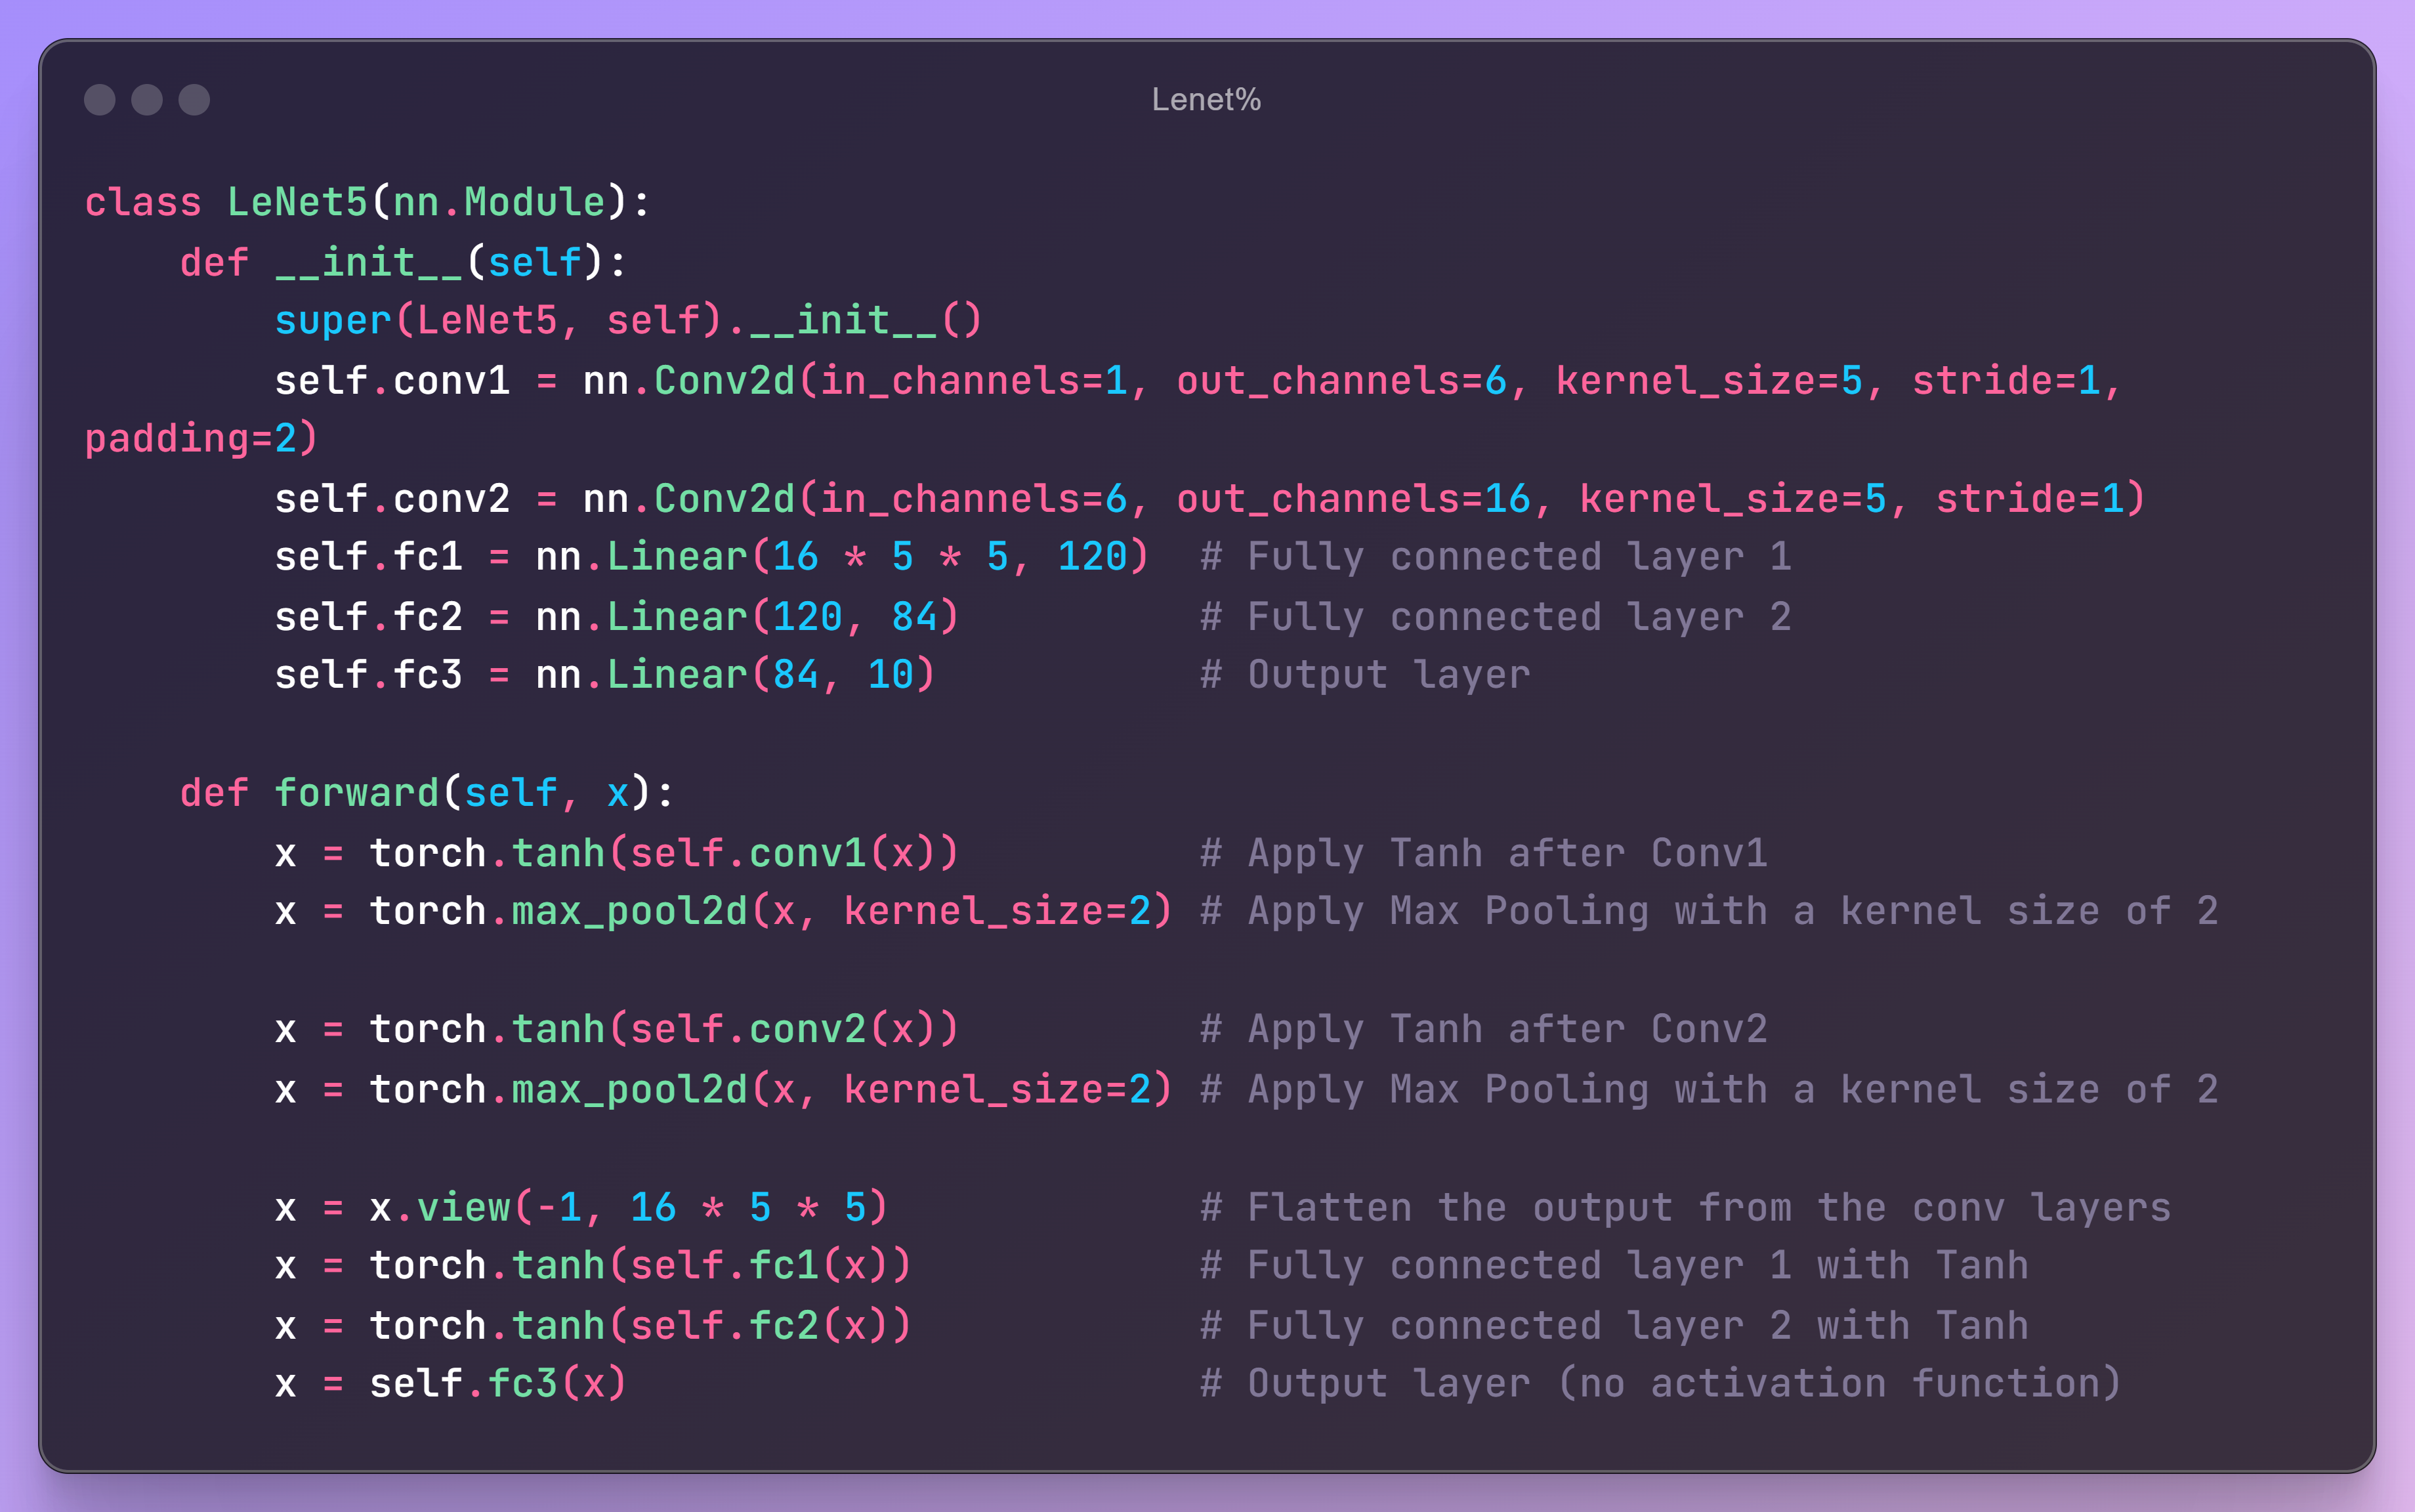 Lenet%
class LeNet5(nn.Module):
    def __init__(self):
        super(LeNet5, self).__init__()
        self.conv1 = nn.Conv2d(in_channels=1, out_channels=6, kernel_size=5, stride=1,
padding=2)
        self.conv2 = nn.Conv2d(in_channels=6, out_channels=16, kernel_size=5, stride=1)
        self.fc1 = nn.Linear(16 * 5 * 5, 120)  # Fully connected layer 1
        self.fc2 = nn.Linear(120, 84)          # Fully connected layer 2
        self.fc3 = nn.Linear(84, 10)           # Output layer

    def forward(self, x):
        x = torch.tanh(self.conv1(x))          # Apply Tanh after Conv1
        x = torch.max_pool2d(x, kernel_size=2) # Apply Max Pooling with a kernel size of 2

        x = torch.tanh(self.conv2(x))          # Apply Tanh after Conv2
        x = torch.max_pool2d(x, kernel_size=2) # Apply Max Pooling with a kernel size of 2

        x = x.view(-1, 16 * 5 * 5)             # Flatten the output from the conv layers
        x = torch.tanh(self.fc1(x))            # Fully connected layer 1 with Tanh
        x = torch.tanh(self.fc2(x))            # Fully connected layer 2 with Tanh
        x = self.fc3(x)                        # Output layer (no activation function)